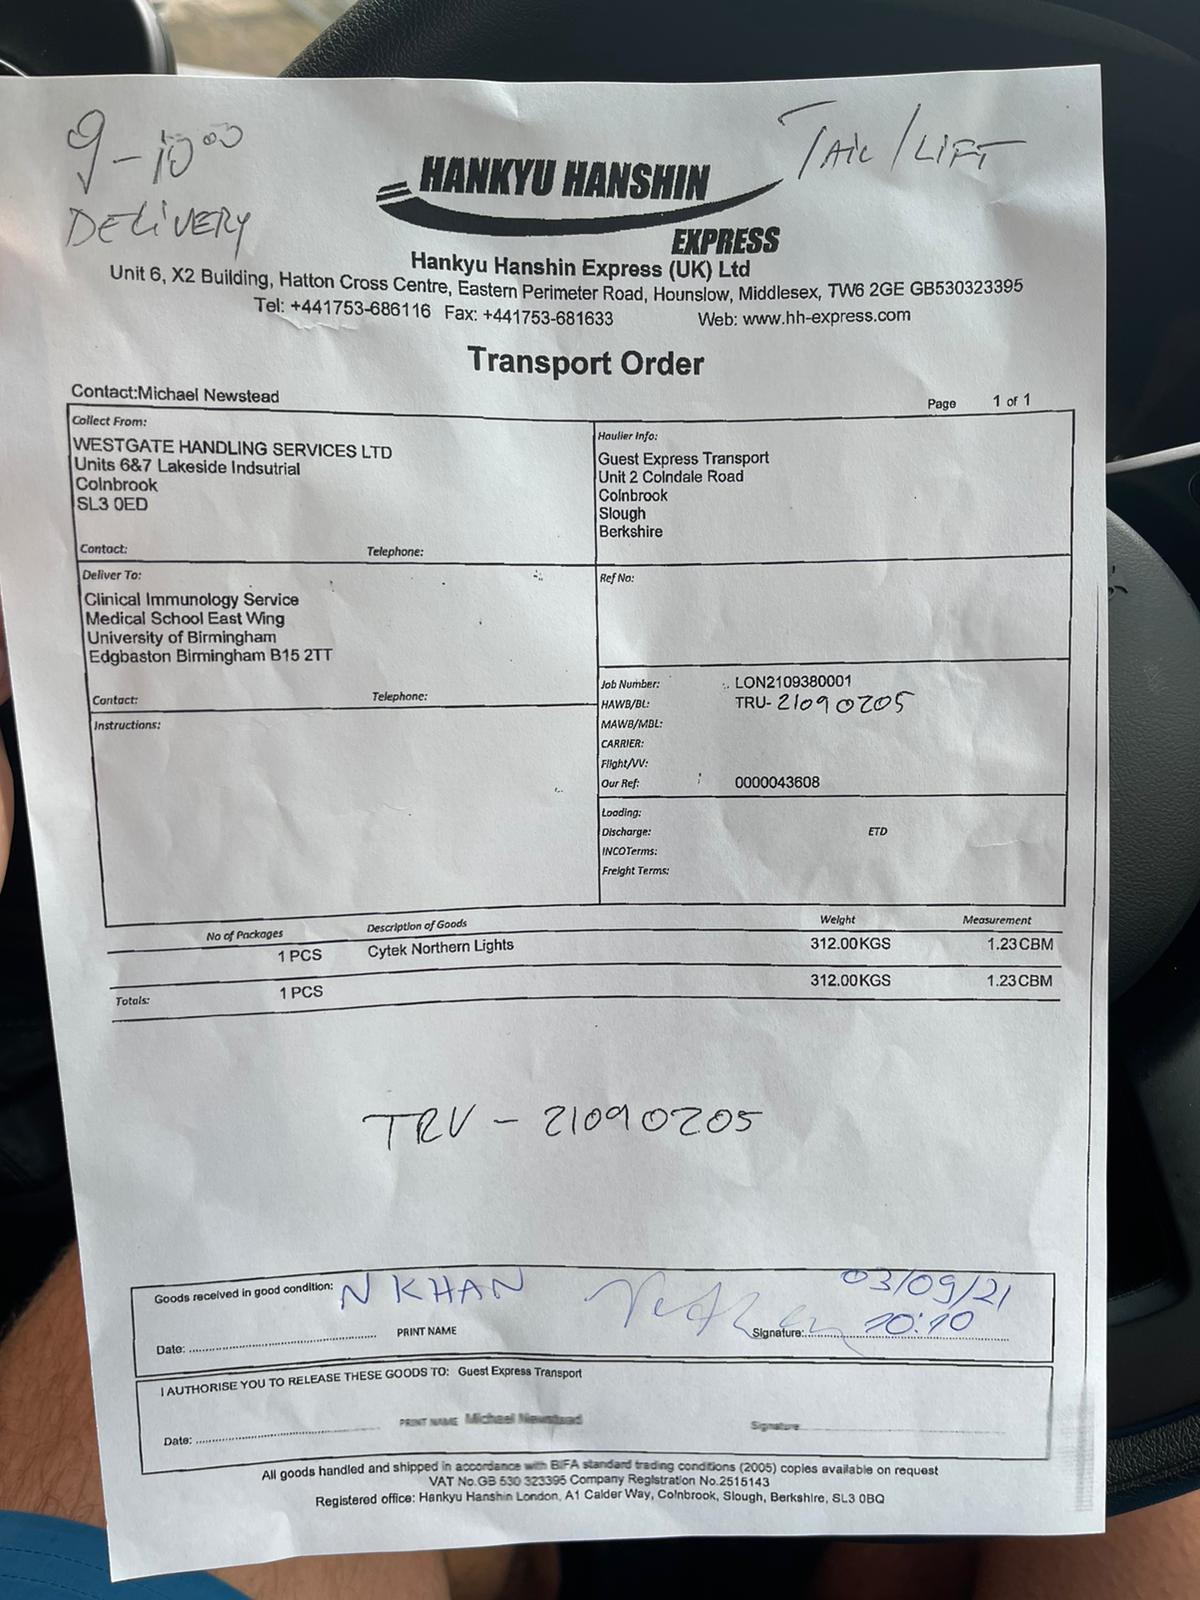 9-10⁰⁰
DELIVERY
TAIL/LIFT
HANKYU HANSHIN
EXPRESS
Hankyu Hanshin Express (UK) Ltd
Unit 6, X2 Building, Hatton Cross Centre, Eastern Perimeter Road, Hounslow, Middlesex, TW6 2GE GB530323395
Tel: +441753-686116 Fax: +441753-681633 Web: www.hh-express.com
Transport Order
Contact:Michael Newstead
Page 1 of 1
Collect From:
WESTGATE HANDLING SERVICES LTD
Units 6&7 Lakeside Indsutrial
Colnbrook
SL3 0ED
Contact: Telephone:
Haulier Info:
Guest Express Transport
Unit 2 Colndale Road
Colnbrook
Slough
Berkshire
Deliver To:
Clinical Immunology Service
Medical School East Wing
University of Birmingham
Edgbaston Birmingham B15 2TT
Contact: Telephone:
Ref No:
Instructions:
Job Number: LON2109380001
HAWB/BL: TRU-21090205
MAWB/MBL:
CARRIER:
Flight/VV:
Our Ref: 0000043608
Loading:
Discharge: ETD
INCOTerms:
Freight Terms:
No of Packages Description of Goods Weight Measurement
1 PCS Cytek Northern Lights 312.00KGS 1.23CBM
Totals: 1 PCS 312.00KGS 1.23CBM
TRU - 21090205
Goods received in good condition: N KHAN 03/09/21
Date: PRINT NAME Signature: 10:10
I AUTHORISE YOU TO RELEASE THESE GOODS TO: Guest Express Transport
Date: PRINT NAME Michael Newstead Signature
All goods handled and shipped in accordance with BIFA standard trading conditions (2005) copies available on request
VAT No.GB 530 323395 Company Registration No.2515143
Registered office: Hankyu Hanshin London, A1 Calder Way, Colnbrook, Slough, Berkshire, SL3 0BQ